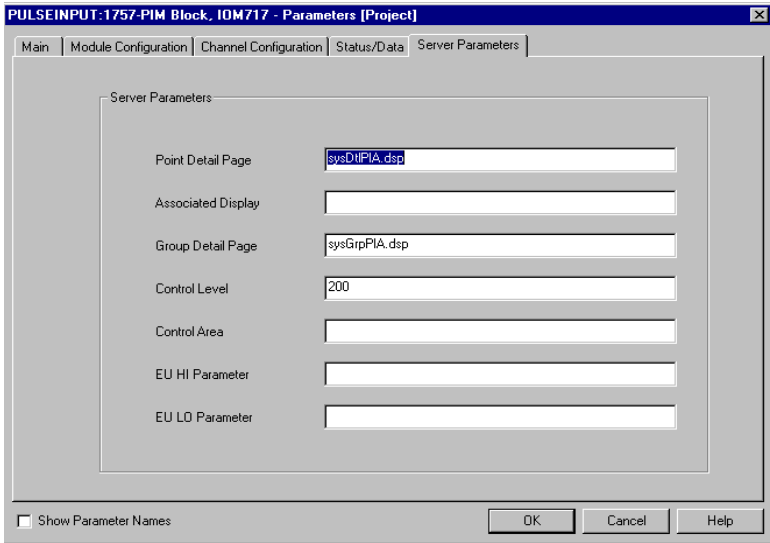 PULSEINPUT:1757-PIM Block, IOM717 - Parameters [Project]
Main Module Configuration Channel Configuration Status/Data Server Parameters
Server Parameters
Point Detail Page sysDtlPIA.dsp
Associated Display
Group Detail Page sysGrpPIA.dsp
Control Level 200
Control Area
EU HI Parameter
EU LO Parameter
Show Parameter Names OK Cancel Help